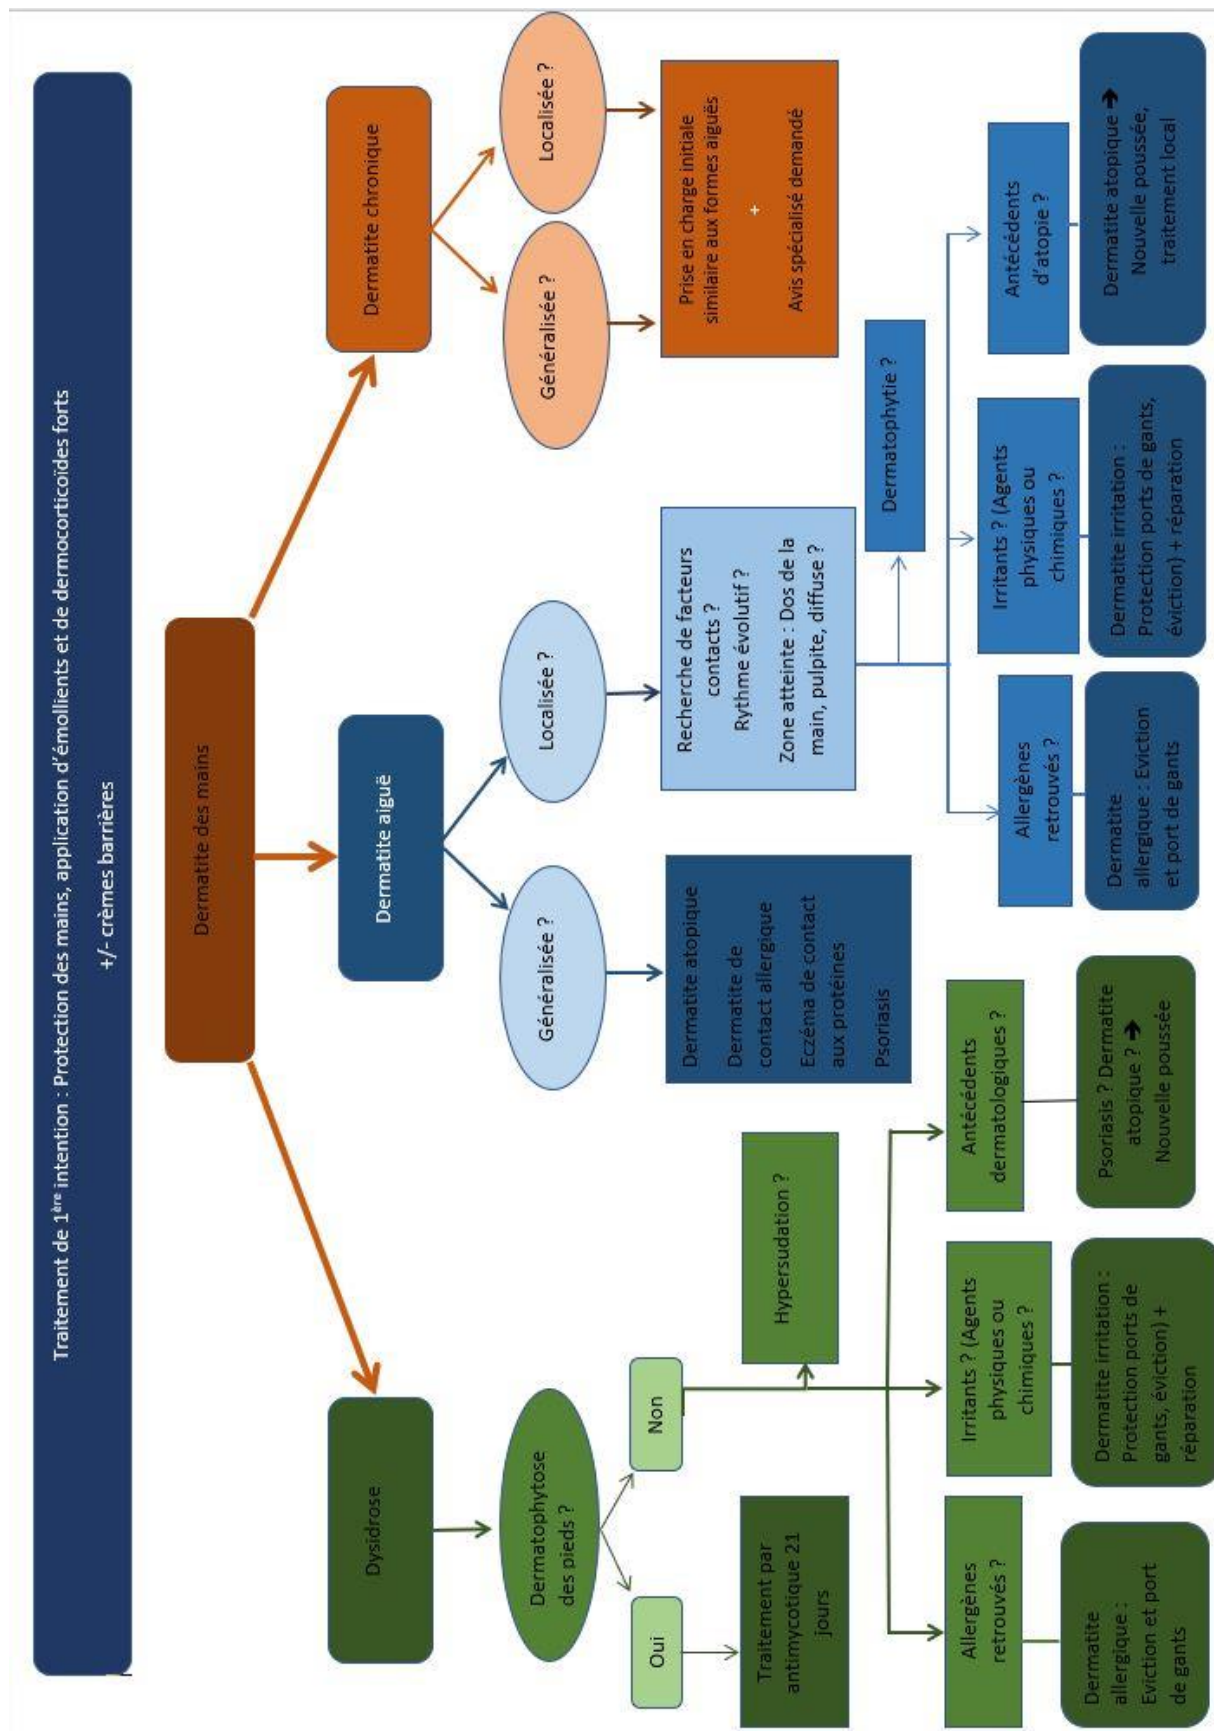 Traitement de 1ère intention : Protection des mains, application d'émollients et de dermocorticoïdes forts
+/- crèmes barrières
Dermatite des mains
Dysidrose
Dermatite aiguë
Dermatite chronique
Dermatophytose
des pieds ?
Oui
Non
Traitement par
antimycotique 21
jours
Hypersudation ?
Allergènes
retrouvés ?
Irritants ? (Agents
physiques ou
chimiques ?
Antécédents
dermatologiques ?
Dermatite
allergique :
Eviction et port
de gants
Dermatite irritation :
Protection ports de
gants, éviction) +
réparation
Psoriasis ? Dermatite
atopique ? ➔
Nouvelle poussée
Généralisée ?
Localisée ?
Dermatite atopique
Dermatite de
contact allergique
Eczéma de contact
aux protéines
Psoriasis
Recherche de facteurs
contacts ?
Rythme évolutif ?
Zone atteinte : Dos de la
main, pulpite, diffuse ?
Dermatophytie ?
Allergènes
retrouvés ?
Irritants ? (Agents
physiques ou
chimiques ?
Antécédents
d'atopie ?
Dermatite
allergique : Eviction
et port de gants
Dermatite irritation :
Protection ports de gants,
éviction) + réparation
Dermatite atopique ➔
Nouvelle poussée,
traitement local
Généralisée ?
Localisée ?
Prise en charge initiale
similaire aux formes aiguës
+
Avis spécialisé demandé